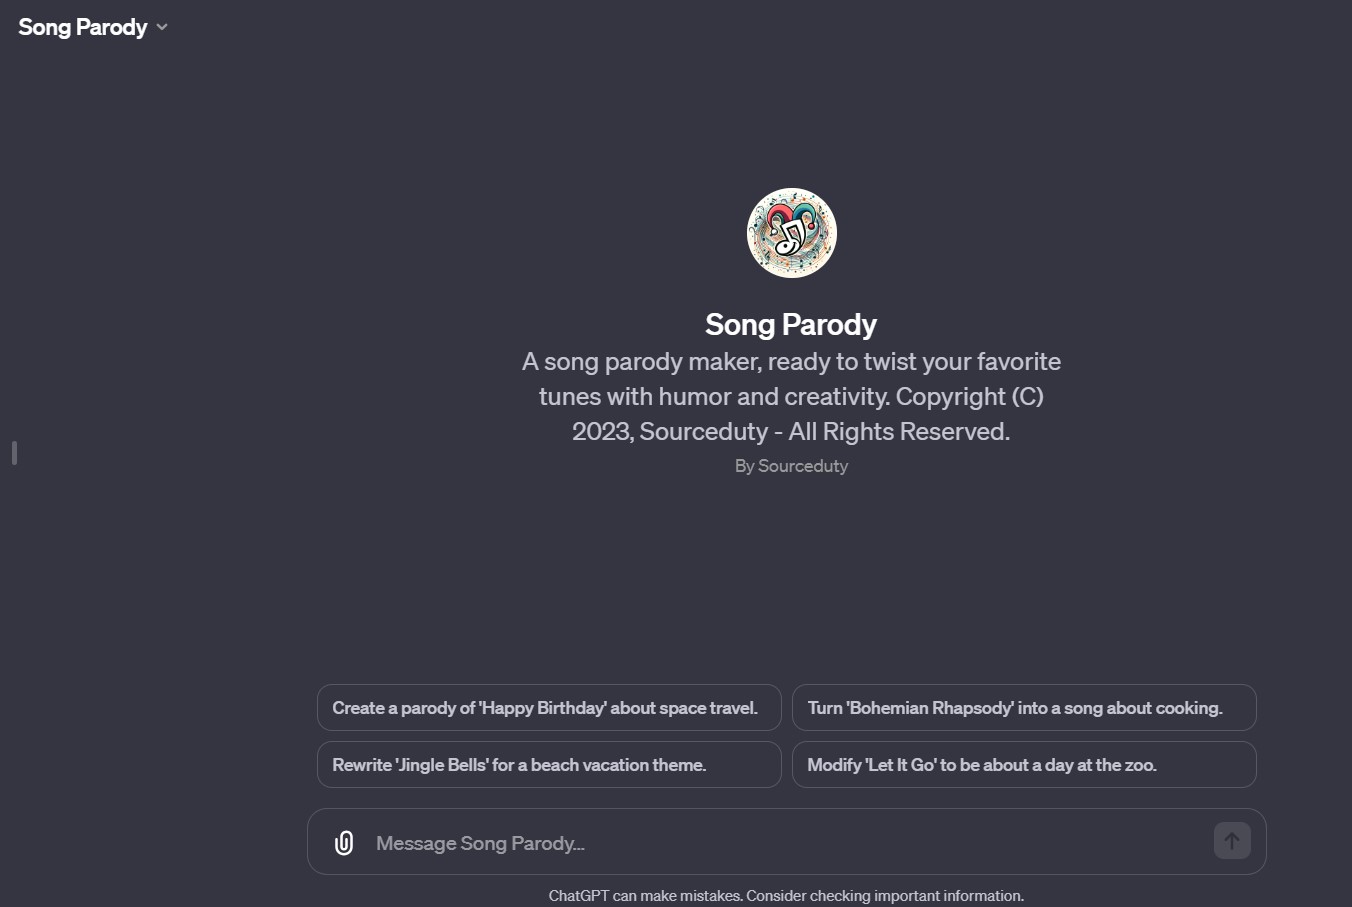 Song Parody
Song Parody
A song parody maker, ready to twist your favorite
tunes with humor and creativity. Copyright (C)
2023, Sourceduty - All Rights Reserved.
By Sourceduty
Create a parody of 'Happy Birthday' about space travel.
Turn 'Bohemian Rhapsody' into a song about cooking.
Rewrite 'Jingle Bells' for a beach vacation theme.
Modify 'Let It Go' to be about a day at the zoo.
Message Song Parody...
ChatGPT can make mistakes. Consider checking important information.